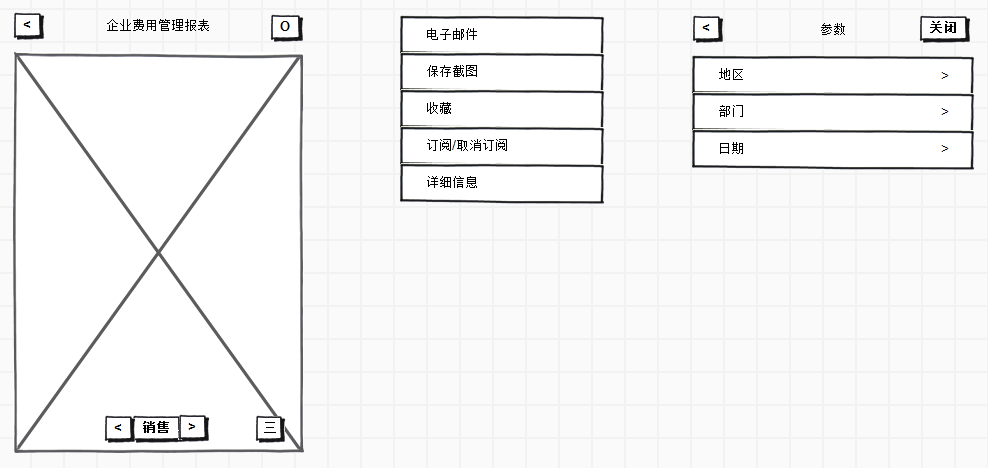 <
企业费用管理报表
O
< 销售 >
三
电子邮件
保存截图
收藏
订阅/取消订阅
详细信息
<
参数
关闭
地区 >
部门 >
日期 >